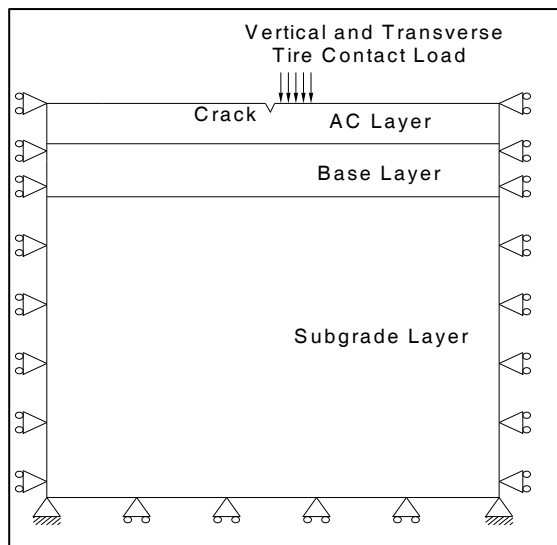 Vertical and Transverse
Tire Contact Load
Crack
AC Layer
Base Layer
Subgrade Layer